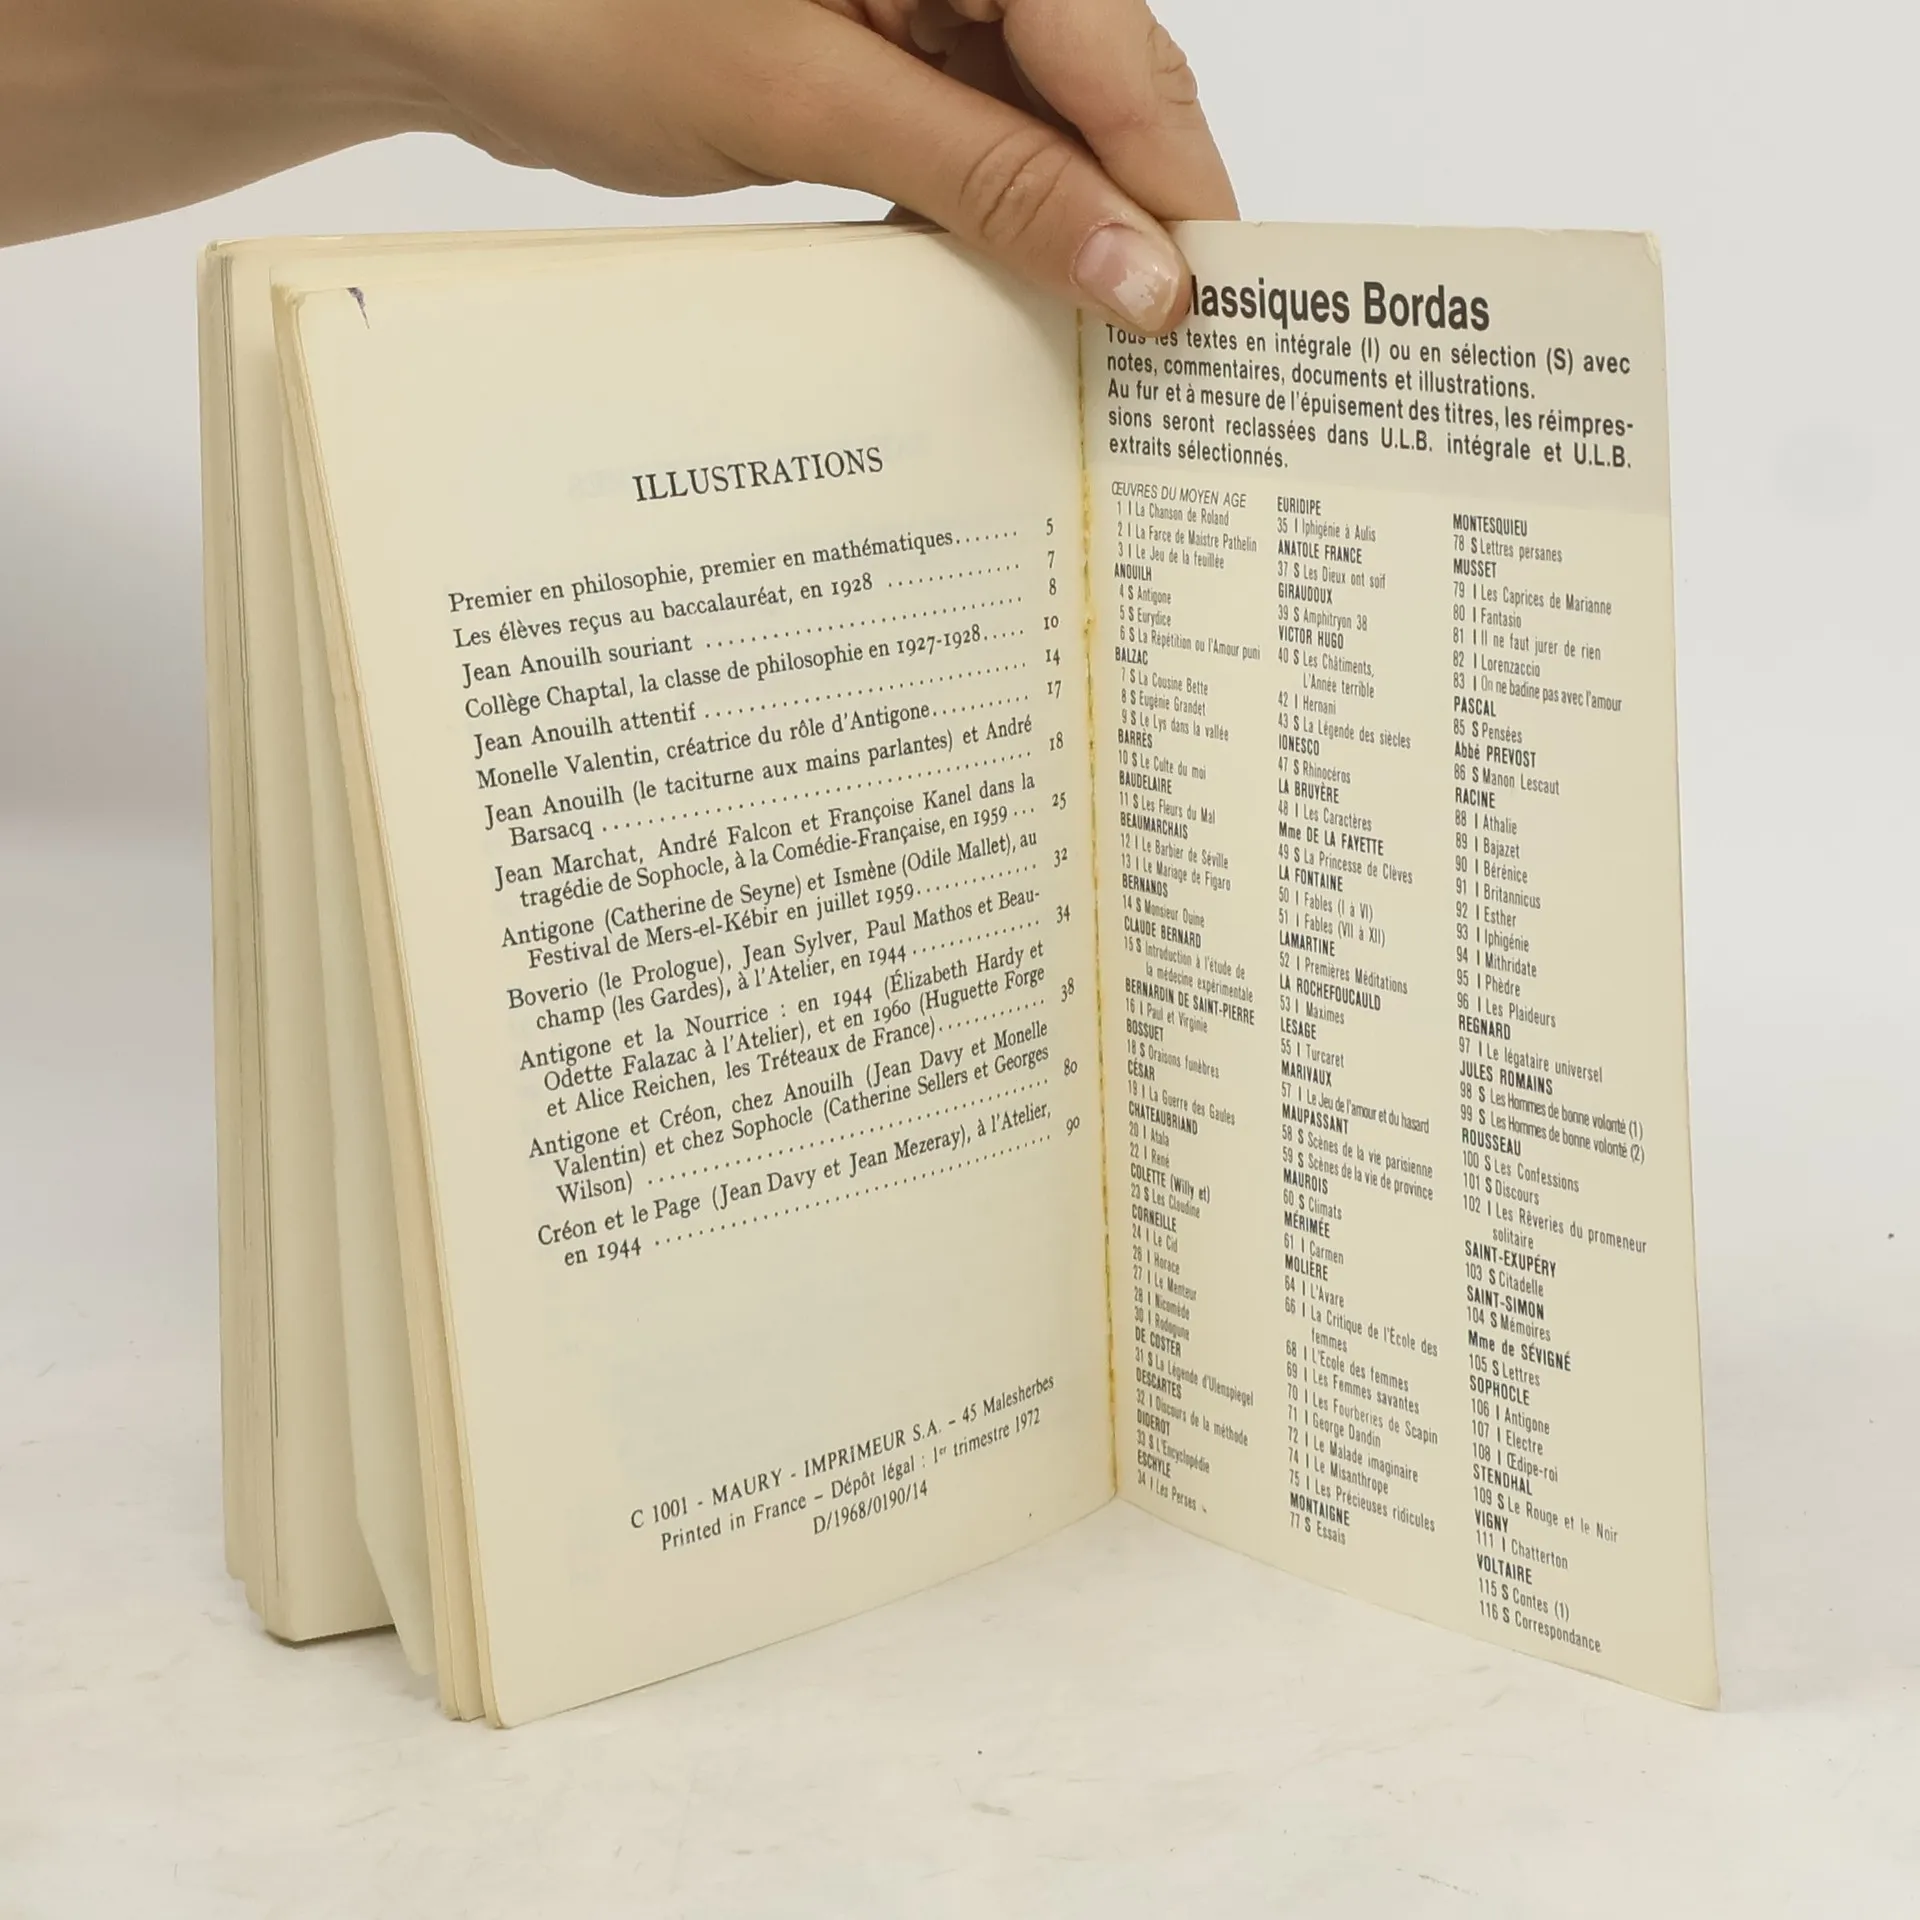 ILLUSTRATIONS
Premier en philosophie, premier en mathématiques....... 5
Les élèves reçus au baccalauréat, en 1928 .............. 7
Jean Anouilh souriant ................................. 8
Collège Chaptal, la classe de philosophie en 1927-1928..... 10
Jean Anouilh attentif ................................. 14
Monelle Valentin, créatrice du rôle d'Antigone........... 17
Jean Anouilh (le taciturne aux mains parlantes) et André
Barsacq ............................................. 18
Jean Marchat, André Falcon et Françoise Kanel dans la
tragédie de Sophocle, à la Comédie-Française, en 1959 ... 25
Antigone (Catherine de Seyne) et Ismène (Odile Mallet), au
Festival de Mers-el-Kébir en juillet 1959............. 32
Boverio (le Prologue), Jean Sylver, Paul Mathos et Beau-
champ (les Gardes), à l'Atelier, en 1944 .............. 34
Antigone et la Nourrice : en 1944 (Élizabeth Hardy et
Odette Falazac à l'Atelier), et en 1960 (Huguette Forge
et Alice Reichen, les Tréteaux de France)............ 38
Antigone et Créon, chez Anouilh (Jean Davy et Monelle
Valentin) et chez Sophocle (Catherine Sellers et Georges
Wilson) ............................................. 80
Créon et le Page (Jean Davy et Jean Mezeray), à l'Atelier,
en 1944 ............................................. 90
C 1001 - MAURY - IMPRIMEUR S.A. - 45 Malesherbes
Printed in France - Dépôt légal : 1er trimestre 1972
D/1968/0190/14
lassiques Bordas
Tous les textes en intégrale (I) ou en sélection (S) avec
notes, commentaires, documents et illustrations.
Au fur et à mesure de l'épuisement des titres, les réimpres-
sions seront reclassées dans U.L.B. intégrale et U.L.B.
extraits sélectionnés.
ŒUVRES DU MOYEN AGE
1 I La Chanson de Roland
2 I La Farce de Maistre Pathelin
3 I Le Jeu de la feuillée
ANOUILH
4 S Antigone
5 S Eurydice
6 S La Répétition ou l'Amour puni
BALZAC
7 S La Cousine Bette
8 S Eugénie Grandet
9 S Le Lys dans la vallée
BARRÈS
10 S Le Culte du moi
BAUDELAIRE
11 S Les Fleurs du Mal
BEAUMARCHAIS
12 I Le Barbier de Séville
13 I Le Mariage de Figaro
BERNANOS
14 S Monsieur Ouine
CLAUDE BERNARD
15 S Introduction à l'étude de
la médecine expérimentale
BERNARDIN DE SAINT-PIERRE
16 I Paul et Virginie
BOSSUET
18 S Oraisons funèbres
CÉSAR
19 I La Guerre des Gaules
CHATEAUBRIAND
20 I Atala
22 I René
COLETTE (Willy et)
23 S Les Claudine
CORNEILLE
24 I Le Cid
26 I Horace
27 I Le Menteur
28 I Nicomède
30 I Rodogune
DE COSTER
31 S La Légende d'Ulenspiegel
DESCARTES
32 I Discours de la méthode
DIDEROT
33 S L'Encyclopédie
ESCHYLE
34 I Les Perses
EURIDIPE
35 I Iphigénie à Aulis
ANATOLE FRANCE
37 S Les Dieux ont soif
GIRAUDOUX
39 S Amphitryon 38
VICTOR HUGO
40 S Les Châtiments,
L'Année terrible
42 I Hernani
43 S La Légende des siècles
IONESCO
47 S Rhinocéros
LA BRUYÈRE
48 I Les Caractères
Mme DE LA FAYETTE
49 S La Princesse de Clèves
LA FONTAINE
50 I Fables (I à VI)
51 I Fables (VII à XII)
LAMARTINE
52 I Premières Méditations
LA ROCHEFOUCAULD
53 I Maximes
LESAGE
55 I Turcaret
MARIVAUX
57 I Le Jeu de l'amour et du hasard
MAUPASSANT
58 S Scènes de la vie parisienne
59 S Scènes de la vie de province
MAUROIS
60 S Climats
MÉRIMÉE
61 I Carmen
MOLIÈRE
64 I L'Avare
66 I La Critique de l'École des
femmes
68 I L'École des femmes
69 I Les Femmes savantes
70 I Les Fourberies de Scapin
71 I George Dandin
72 I Le Malade imaginaire
74 I Le Misanthrope
75 I Les Précieuses ridicules
MONTAIGNE
77 S Essais
MONTESQUIEU
78 S Lettres persanes
MUSSET
79 I Les Caprices de Marianne
80 I Fantasio
81 I Il ne faut jurer de rien
82 I Lorenzaccio
83 I On ne badine pas avec l'amour
PASCAL
85 S Pensées
Abbé PREVOST
86 S Manon Lescaut
RACINE
88 I Athalie
89 I Bajazet
90 I Bérénice
91 I Britannicus
92 I Esther
93 I Iphigénie
94 I Mithridate
95 I Phèdre
96 I Les Plaideurs
REGNARD
97 I Le légataire universel
JULES ROMAINS
98 S Les Hommes de bonne volonté (1)
99 S Les Hommes de bonne volonté (2)
ROUSSEAU
100 S Les Confessions
101 S Discours
102 I Les Rêveries du promeneur
solitaire
SAINT-EXUPÉRY
103 S Citadelle
SAINT-SIMON
104 S Mémoires
Mme de SÉVIGNÉ
105 S Lettres
SOPHOCLE
106 I Antigone
107 I Electre
108 I Œdipe-roi
STENDHAL
109 S Le Rouge et le Noir
VIGNY
111 I Chatterton
VOLTAIRE
115 S Contes (1)
116 S Correspondance